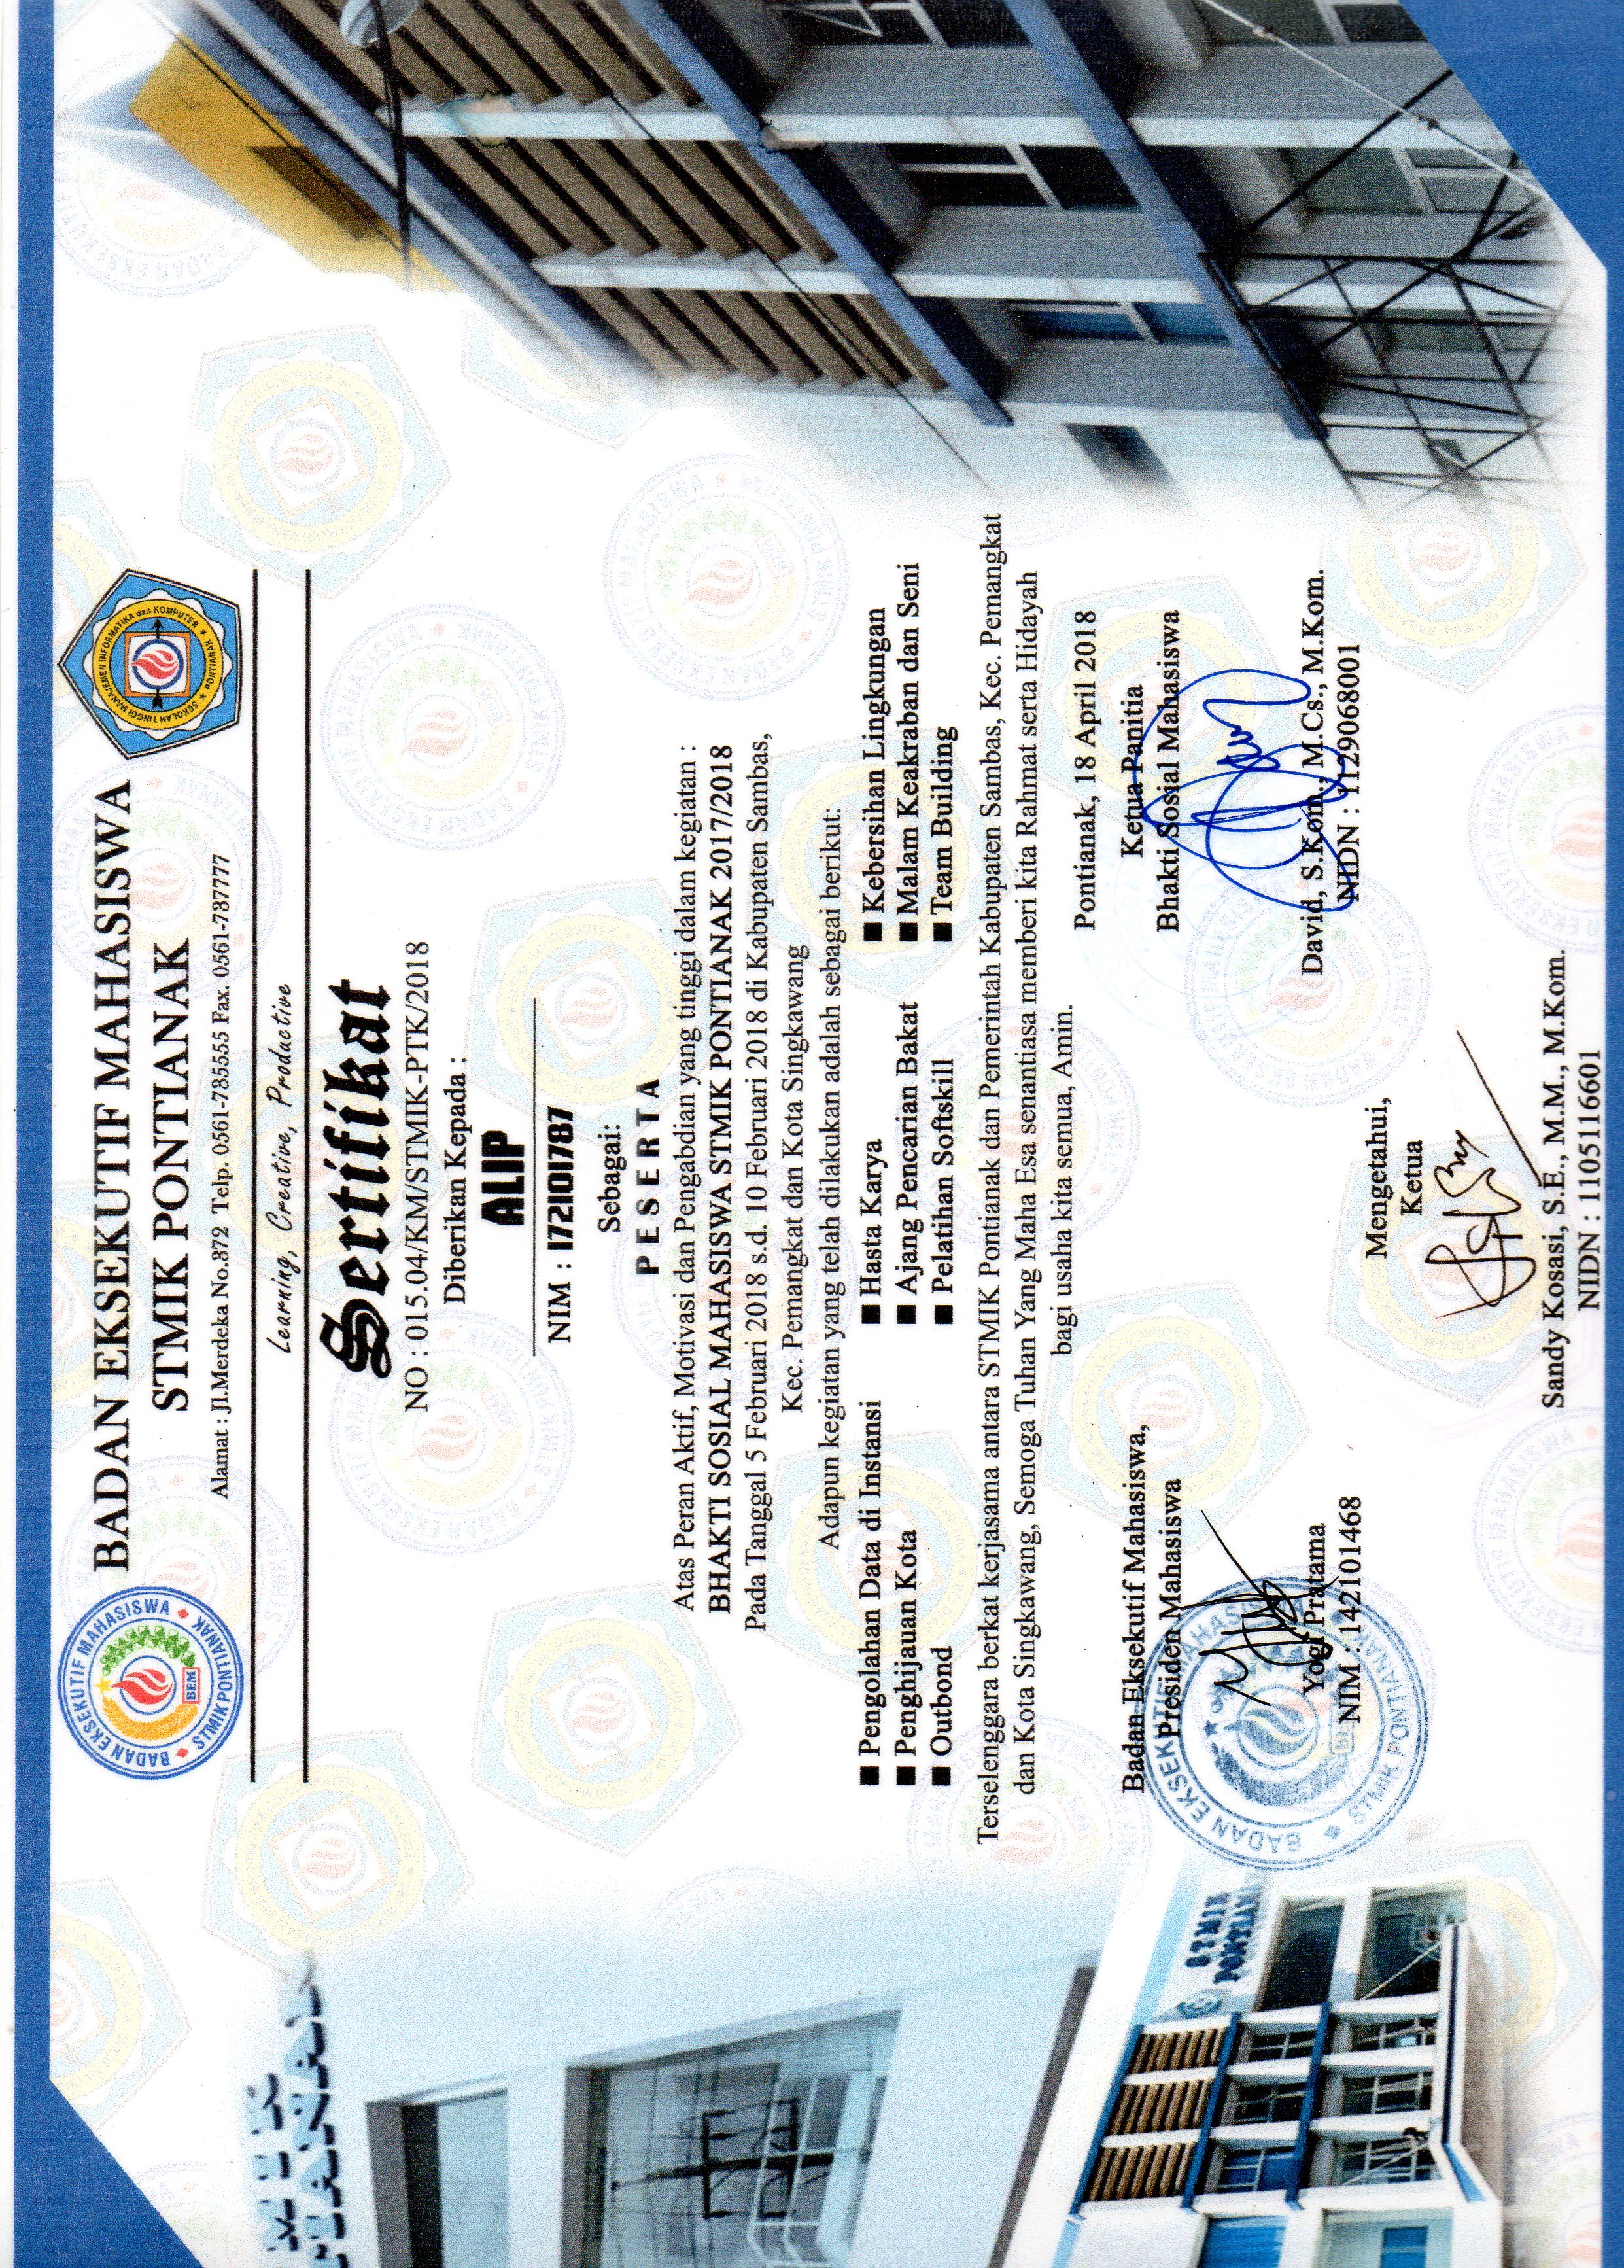 BADAN EKSEKUTIF MAHASISWA
BEM
STMIK PONTIANAK
BADAN EKSEKUTIF MAHASISWA
STMIK PONTIANAK
Alamat : Jl.Merdeka No.372 Telp. 0561-735555 Fax. 0561-737777
SEKOLAH TINGGI MANAJEMEN INFORMATIKA dan KOMPUTER
PONTIANAK
Learning, Creative, Productive
Sertifikat
NO : 015.04/KM/STMIK-PTK/2018
Diberikan Kepada :
ALIP
NIM : 172101787
Sebagai:
PESERTA
Atas Peran Aktif, Motivasi dan Pengabdian yang tinggi dalam kegiatan :
BHAKTI SOSIAL MAHASISWA STMIK PONTIANAK 2017/2018
Pada Tanggal 5 Februari 2018 s.d. 10 Februari 2018 di Kabupaten Sambas,
Kec. Pemangkat dan Kota Singkawang
Adapun kegiatan yang telah dilakukan adalah sebagai berikut:
■ Pengolahan Data di Instansi
■ Penghijauan Kota
■ Outbond
■ Hasta Karya
■ Ajang Pencarian Bakat
■ Pelatihan Softskill
■ Kebersihan Lingkungan
■ Malam Keakraban dan Seni
■ Team Building
Terselenggara berkat kerjasama antara STMIK Pontianak dan Pemerintah Kabupaten Sambas, Kec. Pemangkat
dan Kota Singkawang, Semoga Tuhan Yang Maha Esa senantiasa memberi kita Rahmat serta Hidayah
bagi usaha kita semua, Amin.
Pontianak, 18 April 2018
Badan Eksekutif Mahasiswa,
Presiden Mahasiswa
BADAN EKSEKUTIF MAHASISWA
STMIK PONTIANAK
Yogi Pratama
NIM : 142101468
Ketua Panitia
Bhakti Sosial Mahasiswa
David, S.Kom., M.Cs., M.Kom.
NIDN : 1129068001
Mengetahui,
Ketua
Sandy Kosasi, S.E., M.M., M.Kom.
NIDN : 1105116601
STMIK
PONTIANAK